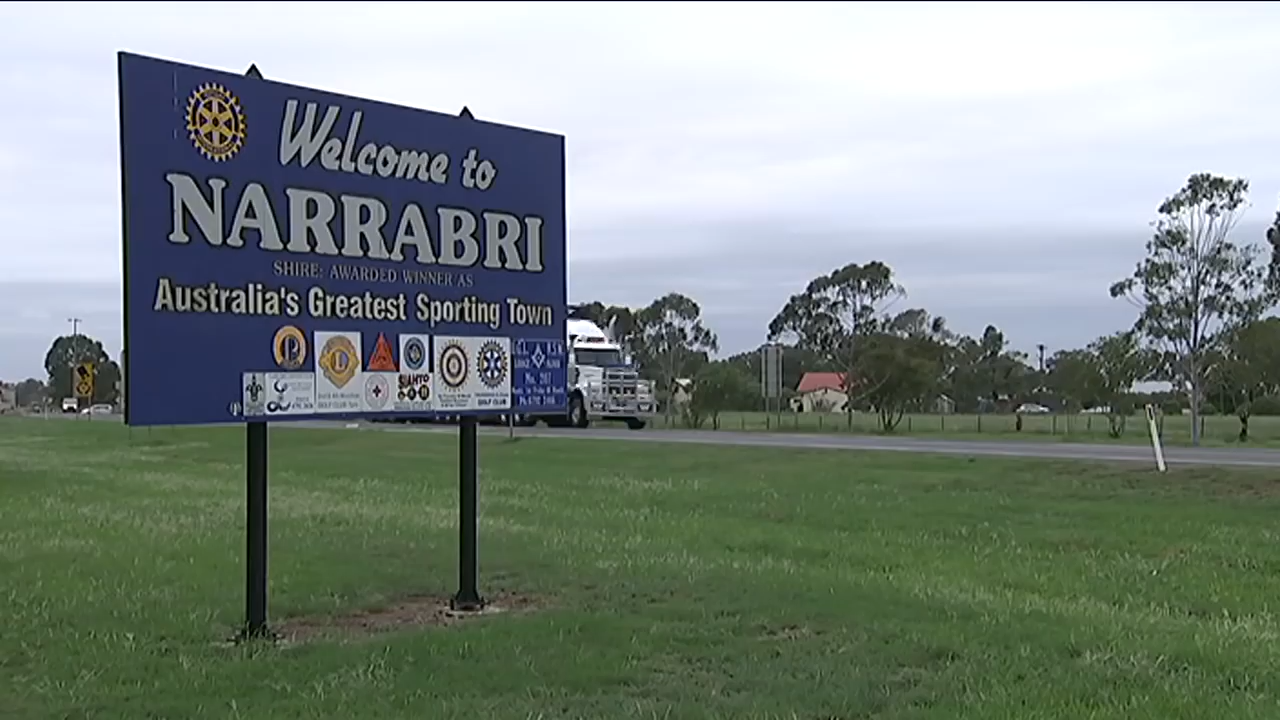 Welcome to
NARRABRI
SHIRE: AWARDED WINNER AS
Australia's Greatest Sporting Town